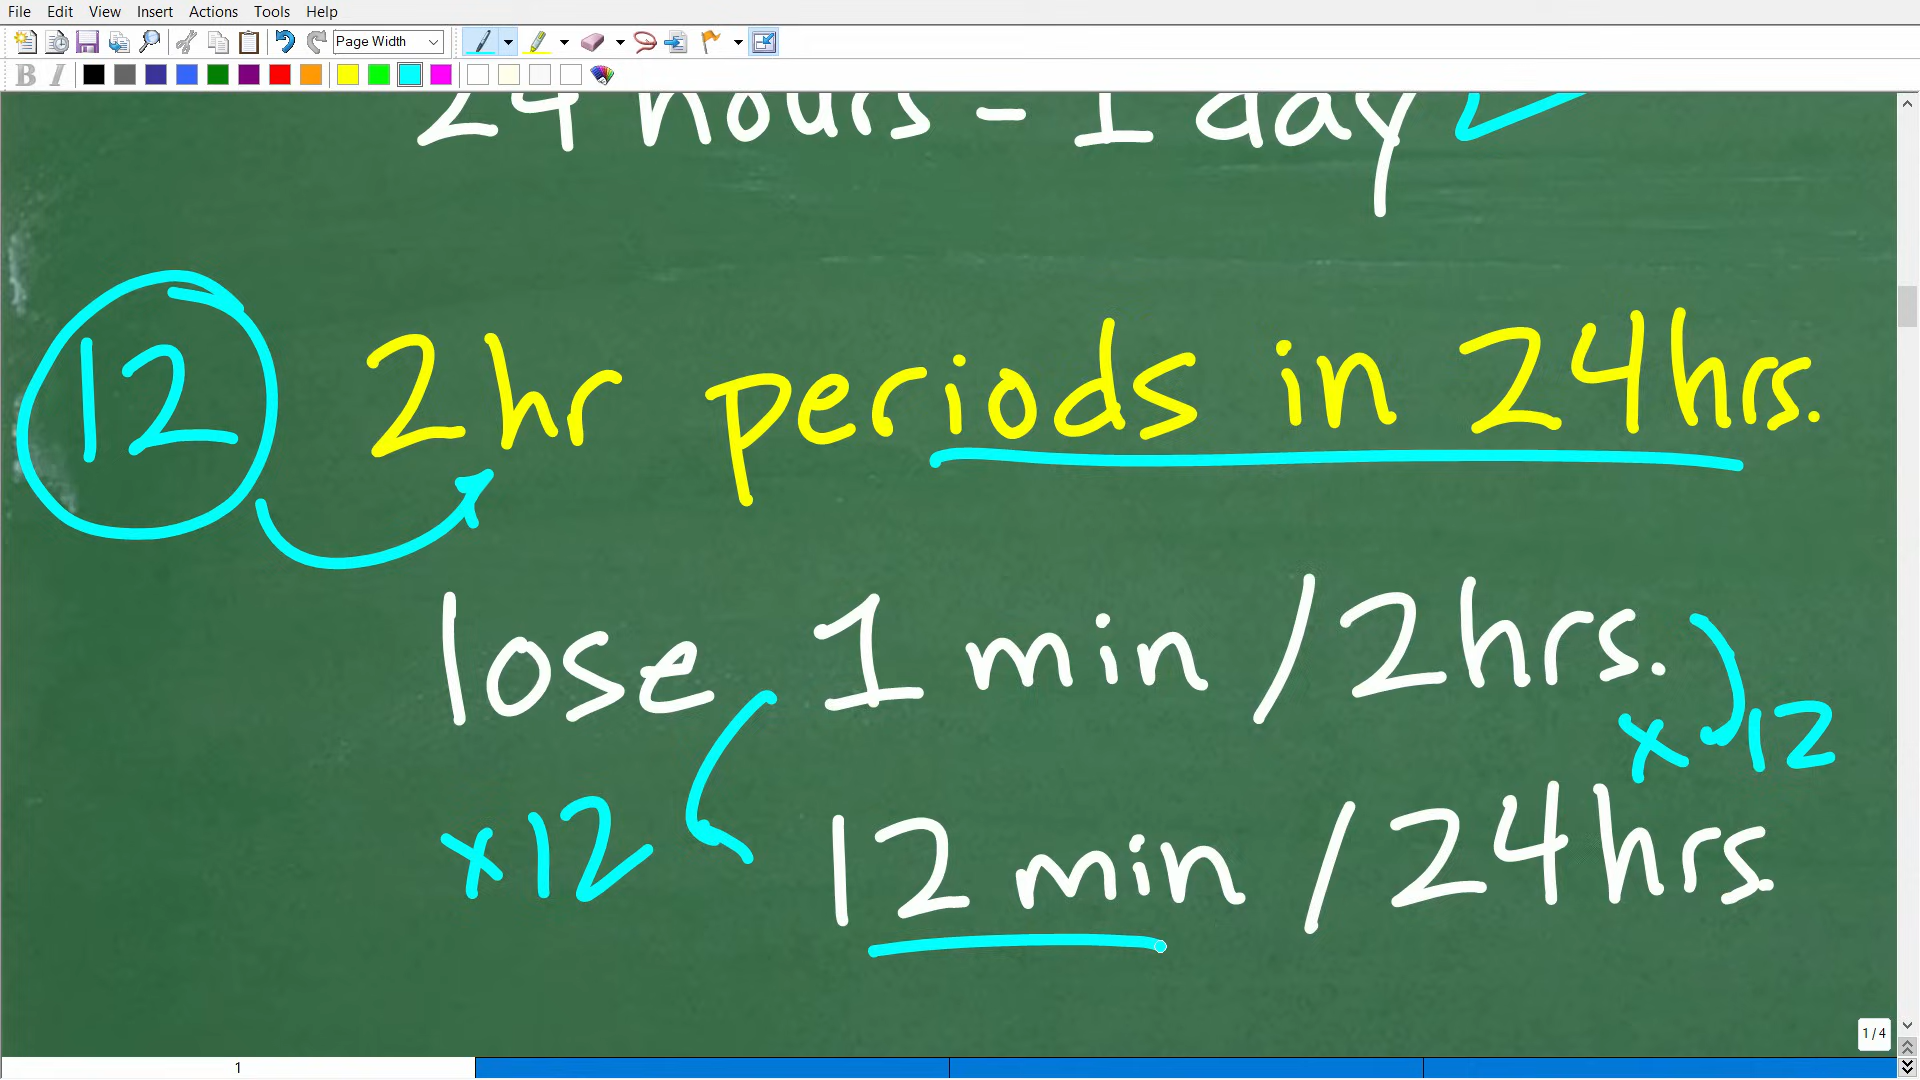 File Edit View Insert Actions Tools Help
Page Width
B I
24 hours = 1 day
12 2hr periods in 24hrs.
lose 1 min / 2hrs.
x 12
x12
12 min / 24hrs
1 / 4
1